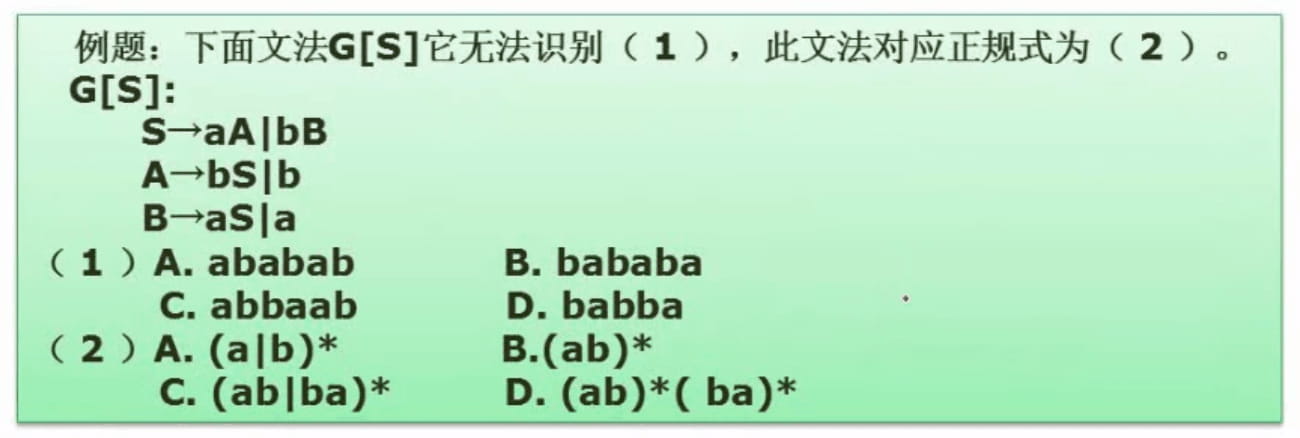 例题：下面文法G[S]它无法识别（ 1 ），此文法对应正规式为（ 2 ）。
G[S]:
S→aA|bB
A→bS|b
B→aS|a
（ 1 ）A. ababab B. bababa
C. abbaab D. babba
（ 2 ）A. (a|b)* B.(ab)*
C. (ab|ba)* D. (ab)*( ba)*